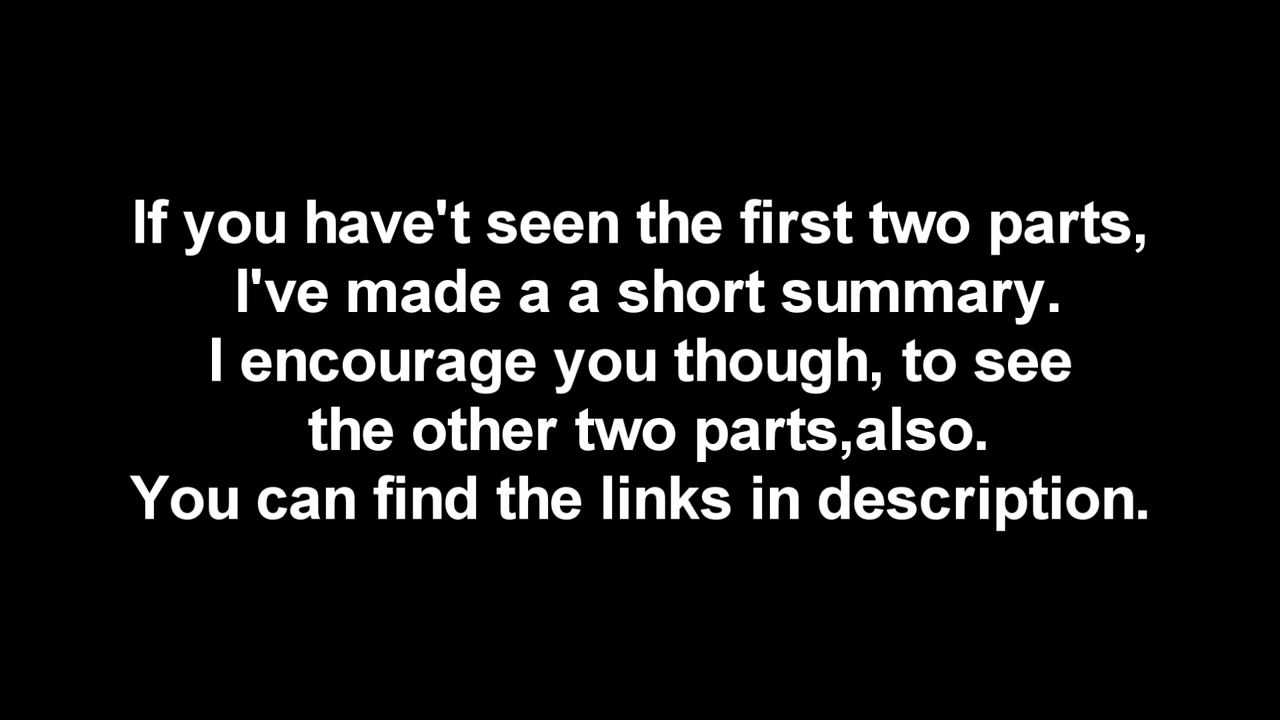 If you have't seen the first two parts,
I've made a a short summary.
I encourage you though, to see
the other two parts,also.
You can find the links in description.